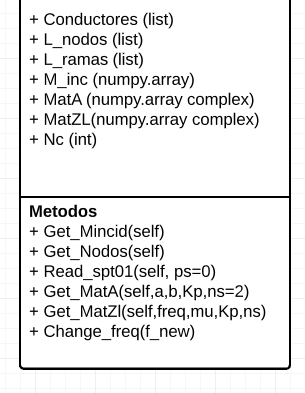 + Conductores (list)
+ L_nodos (list)
+ L_ramas (list)
+ M_inc (numpy.array)
+ MatA (numpy.array complex)
+ MatZL(numpy.array complex)
+ Nc (int)
Metodos
+ Get_Mincid(self)
+ Get_Nodos(self)
+ Read_spt01(self, ps=0)
+ Get_MatA(self,a,b,Kp,ns=2)
+ Get_MatZl(self,freq,mu,Kp,ns)
+ Change_freq(f_new)